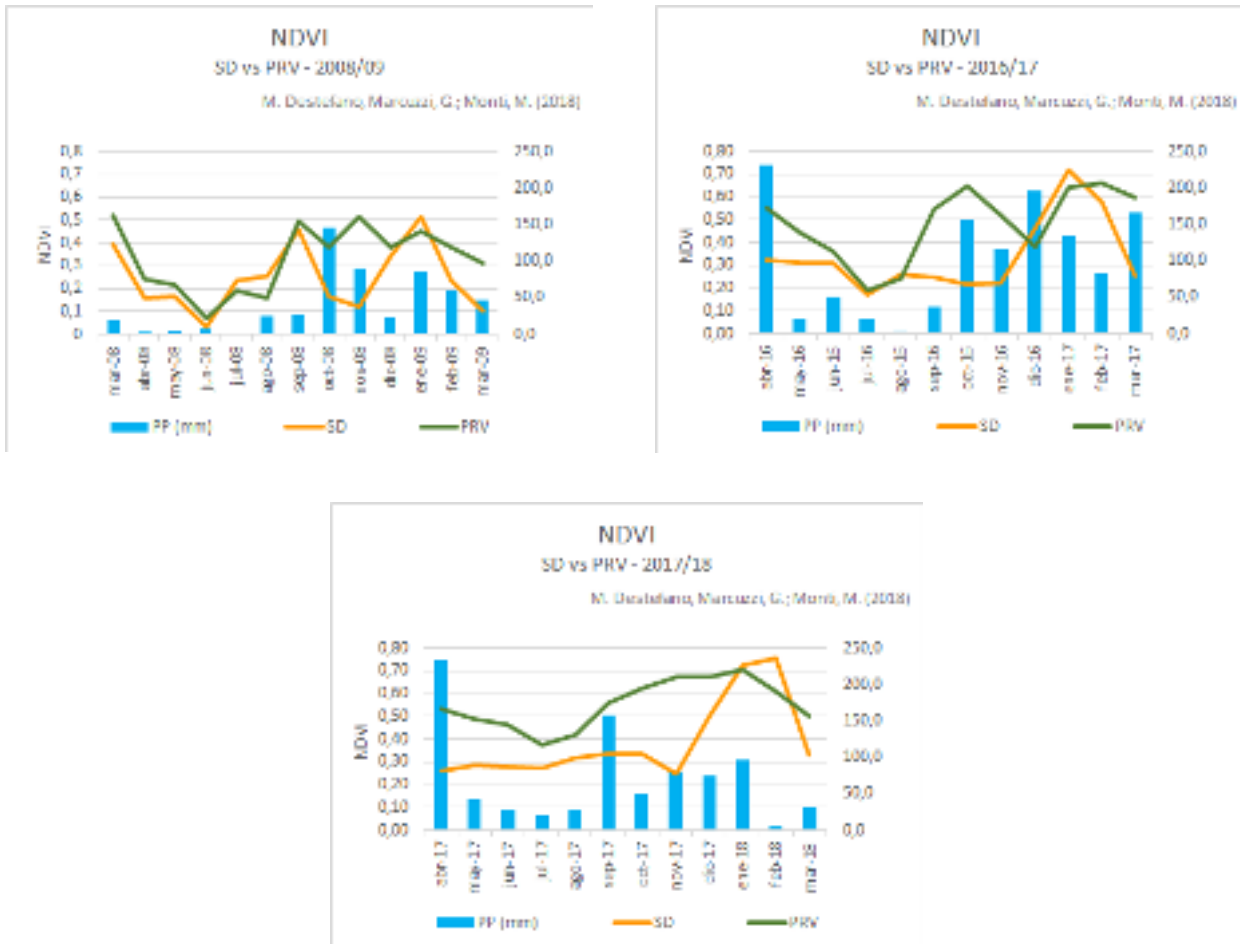 NDVI
SD vs PRV - 2008/09
M. Destefano, Marcuzzi, G.; Monti, M. (2018)
0,8 250,0
0,7 200,0
0,6
0,5 150,0
0,4
0,3 100,0
0,2 50,0
0,1
0 0,0
NDVI
mar-08 abr-08 may-08 jun-08 jul-08 ago-08 sep-08 oct-08 nov-08 dic-08 ene-09 feb-09 mar-09
PP (mm) SD PRV
NDVI
SD vs PRV - 2016/17
M. Destefano, Marcuzzi, G.; Monti, M. (2018)
0,80 250,0
0,70 200,0
0,60
0,50 150,0
0,40
0,30 100,0
0,20 50,0
0,10
0,00 0,0
NDVI
abr-16 may-16 jun-16 jul-16 ago-16 sep-16 oct-16 nov-16 dic-16 ene-17 feb-17 mar-17
PP (mm) SD PRV
NDVI
SD vs PRV - 2017/18
M. Destefano, Marcuzzi, G.; Monti, M. (2018)
0,80 250,0
0,70 200,0
0,60
0,50 150,0
0,40
0,30 100,0
0,20 50,0
0,10
0,00 0,0
NDVI
abr-17 may-17 jun-17 jul-17 ago-17 sep-17 oct-17 nov-17 dic-17 ene-18 feb-18 mar-18
PP (mm) SD PRV